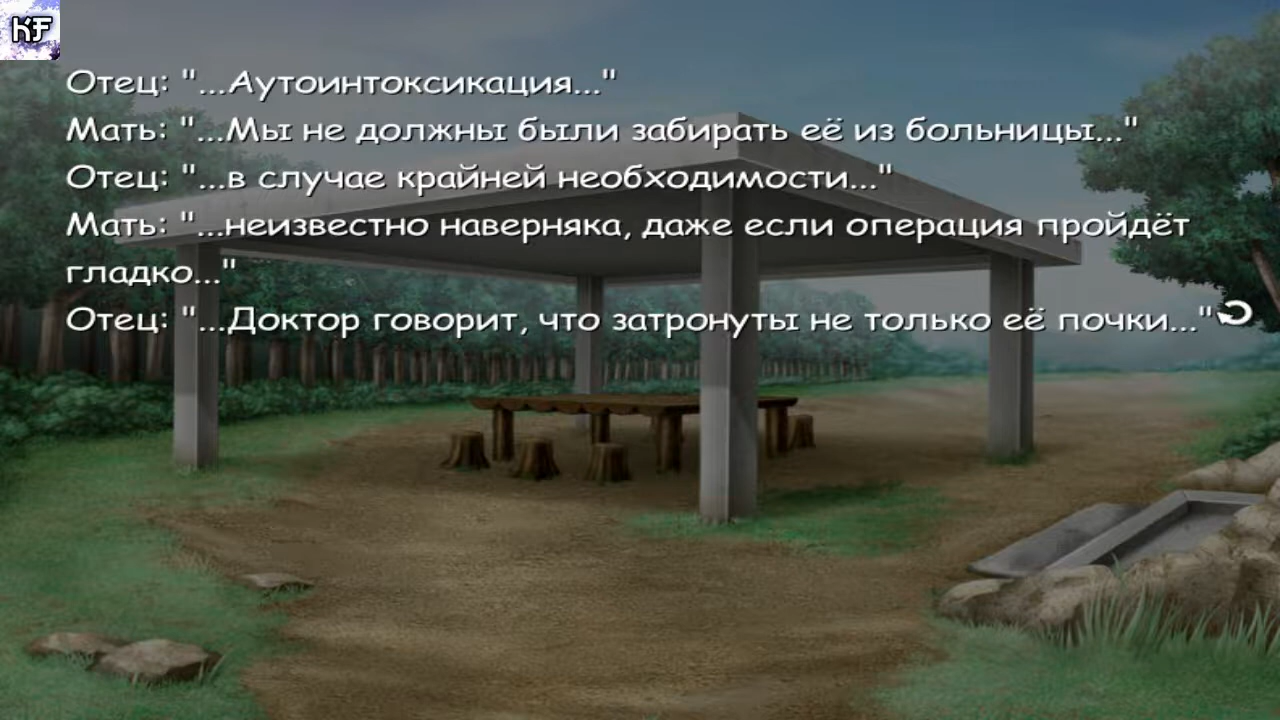 KF
Отец: "...Аутоинтоксикация..."
Мать: "...Мы не должны были забирать её из больницы..."
Отец: "...в случае крайней необходимости..."
Мать: "...неизвестно наверняка, даже если операция пройдёт
гладко..."
Отец: "...Доктор говорит, что затронуты не только её почки..."